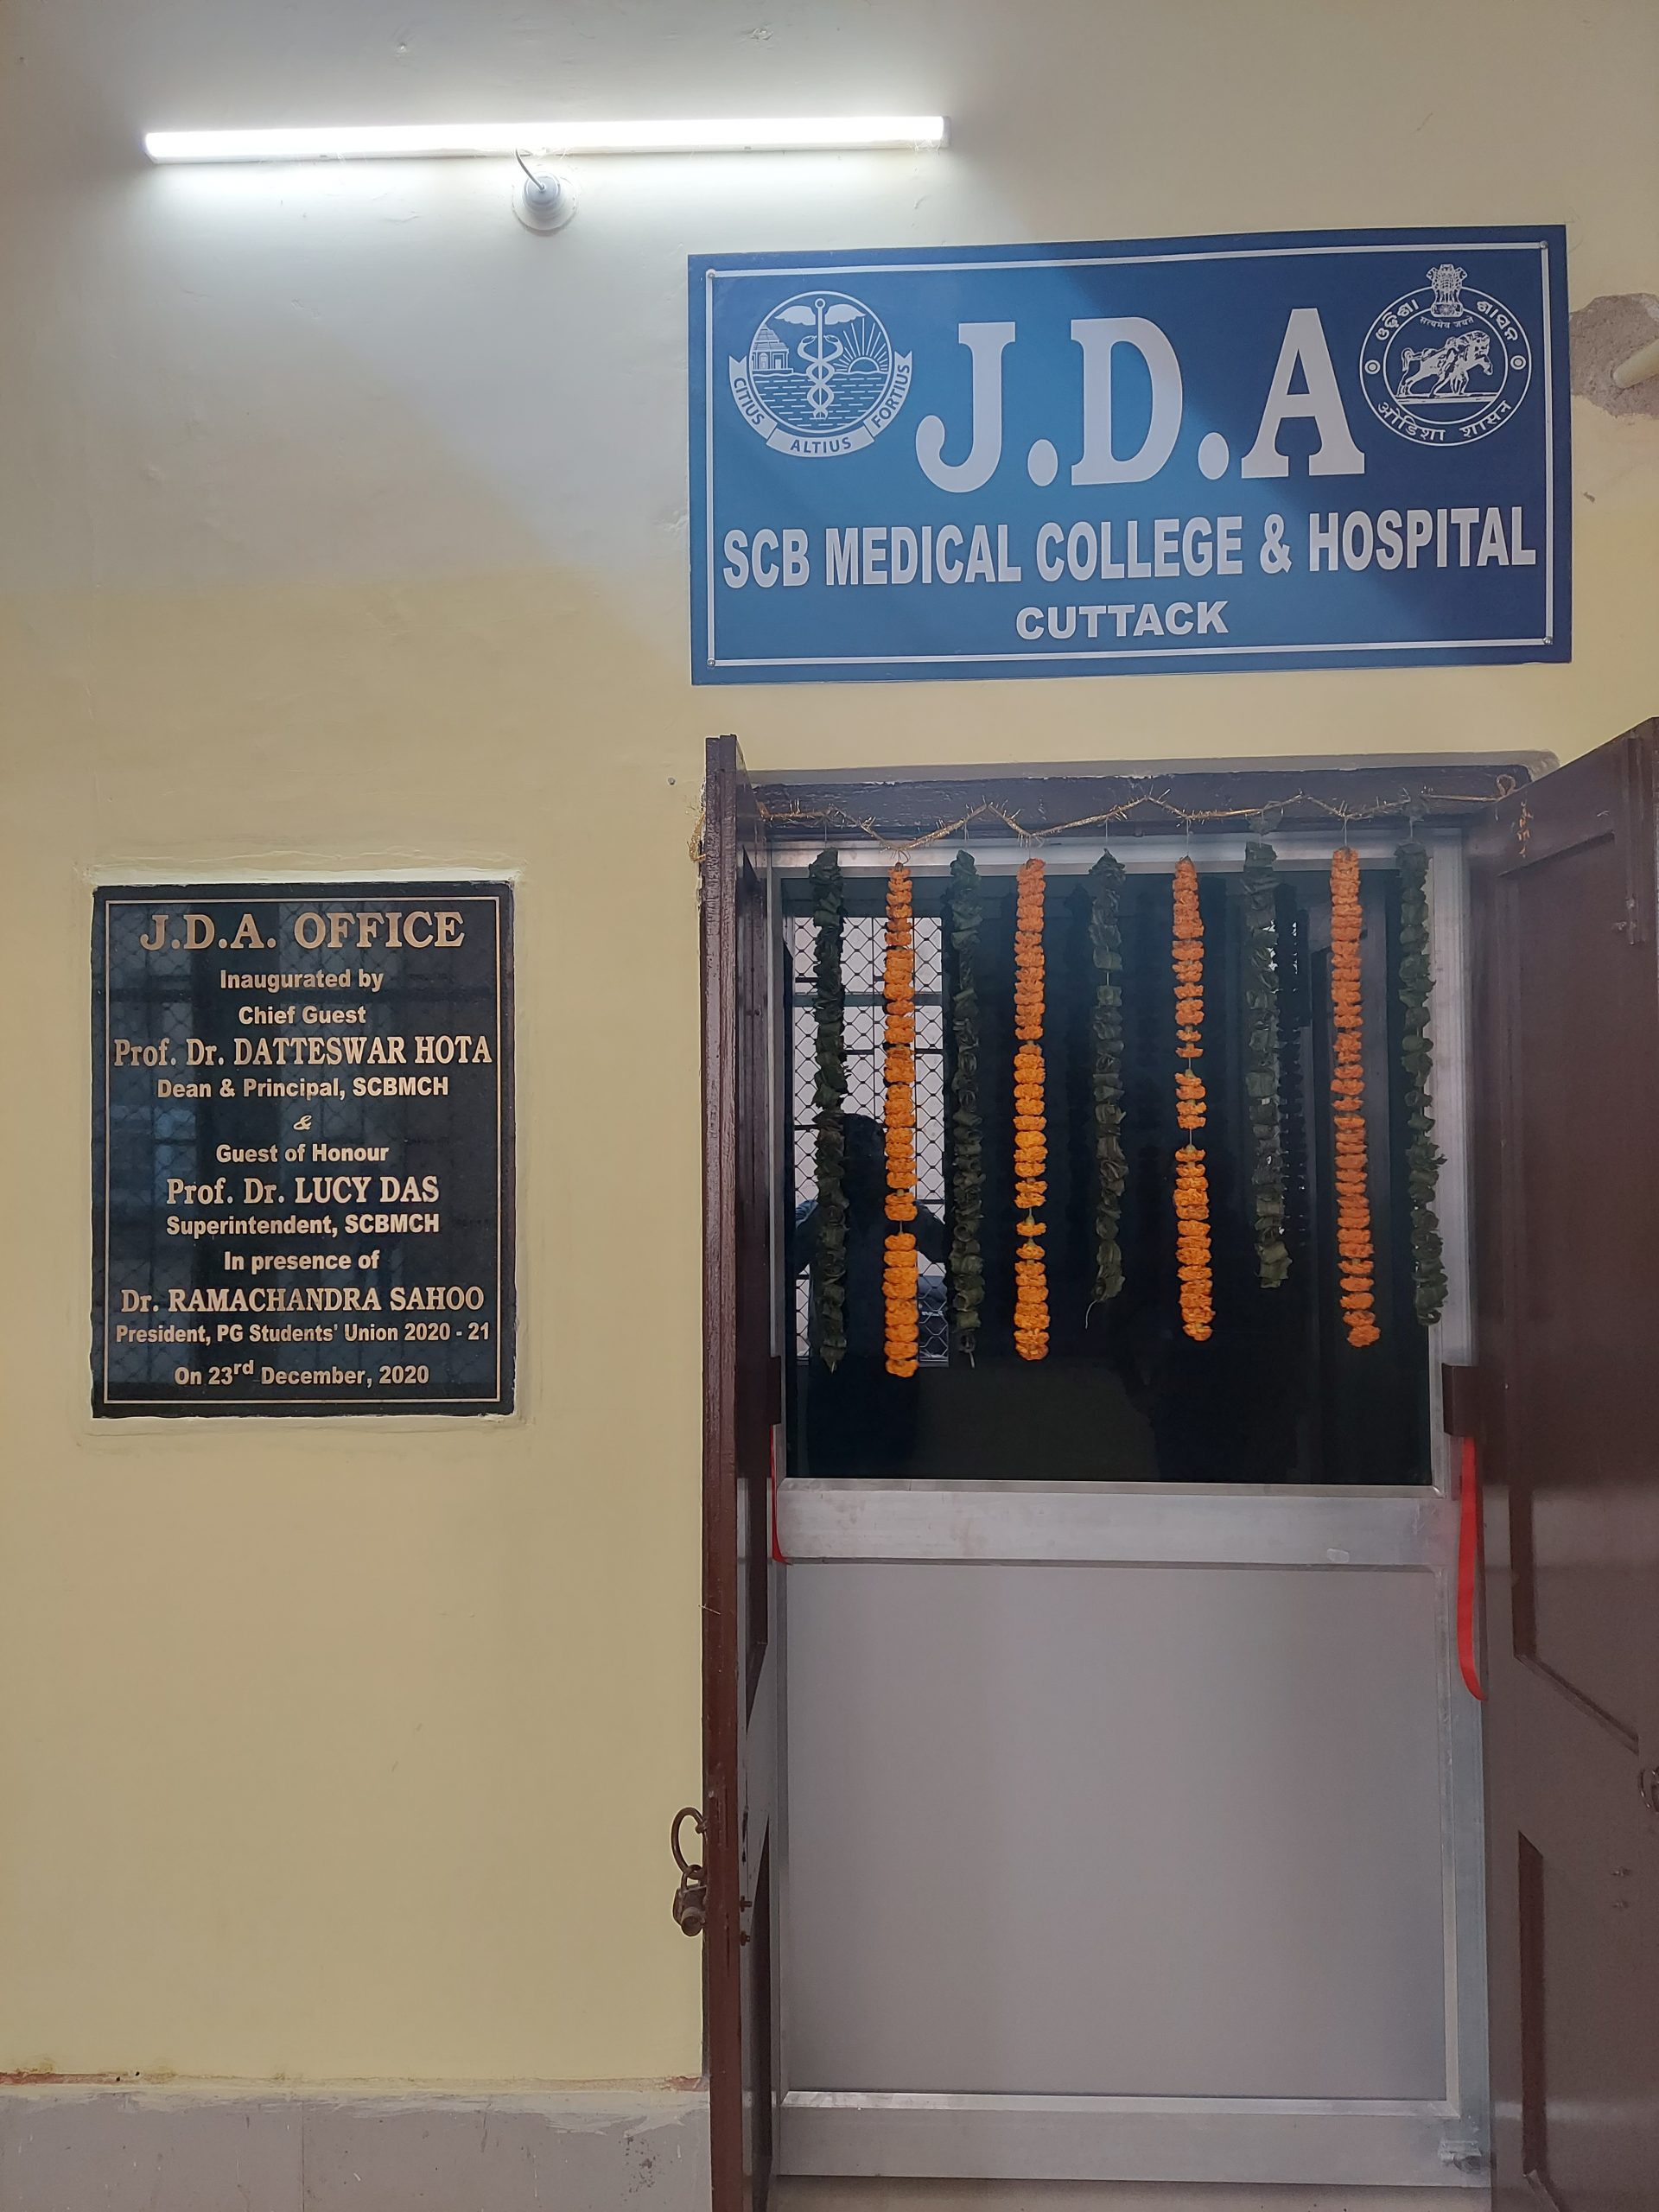 J.D.A
CITIUS ALTIUS FORTIUS
ଓଡ଼ିଶା ଶାସନ
सत्यमेव जयते
ओडिशा शासन
SCB MEDICAL COLLEGE & HOSPITAL
CUTTACK
J.D.A. OFFICE
Inaugurated by
Chief Guest
Prof. Dr. DATTESWAR HOTA
Dean & Principal, SCBMCH
&
Guest of Honour
Prof. Dr. LUCY DAS
Superintendent, SCBMCH
In presence of
Dr. RAMACHANDRA SAHOO
President, PG Students' Union 2020 - 21
On 23rd December, 2020